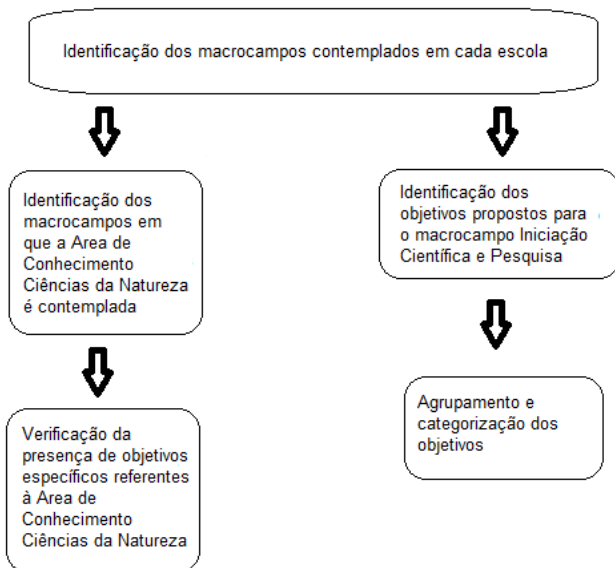 Identificação dos macrocampos contemplados em cada escola
Identificação dos
macrocampos em
que a Area de
Conhecimento
Ciências da Natureza
é contemplada
Identificação dos
objetivos propostos para
o macrocampo Iniciação
Científica e Pesquisa
Verificação da
presença de objetivos
específicos referentes
à Area de
Conhecimento
Ciências da Natureza
Agrupamento e
categorização dos
objetivos